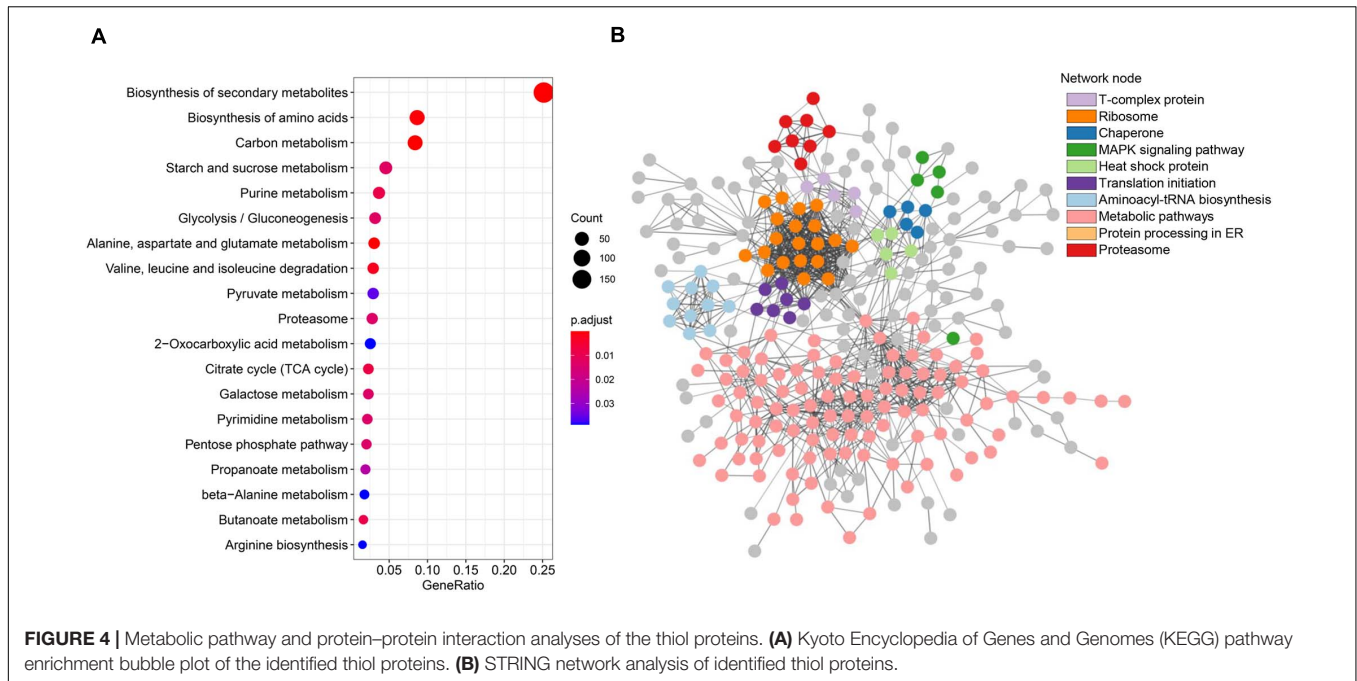 A
B
Biosynthesis of secondary metabolites
Biosynthesis of amino acids
Carbon metabolism
Starch and sucrose metabolism
Purine metabolism
Glycolysis / Gluconeogenesis
Alanine, aspartate and glutamate metabolism
Valine, leucine and isoleucine degradation
Pyruvate metabolism
Proteasome
2−Oxocarboxylic acid metabolism
Citrate cycle (TCA cycle)
Galactose metabolism
Pyrimidine metabolism
Pentose phosphate pathway
Propanoate metabolism
beta−Alanine metabolism
Butanoate metabolism
Arginine biosynthesis
0.05 0.10 0.15 0.20 0.25
GeneRatio
Count
50
100
150
p.adjust
0.01
0.02
0.03
Network node
T-complex protein
Ribosome
Chaperone
MAPK signaling pathway
Heat shock protein
Translation initiation
Aminoacyl-tRNA biosynthesis
Metabolic pathways
Protein processing in ER
Proteasome
FIGURE 4 | Metabolic pathway and protein–protein interaction analyses of the thiol proteins. (A) Kyoto Encyclopedia of Genes and Genomes (KEGG) pathway
enrichment bubble plot of the identified thiol proteins. (B) STRING network analysis of identified thiol proteins.